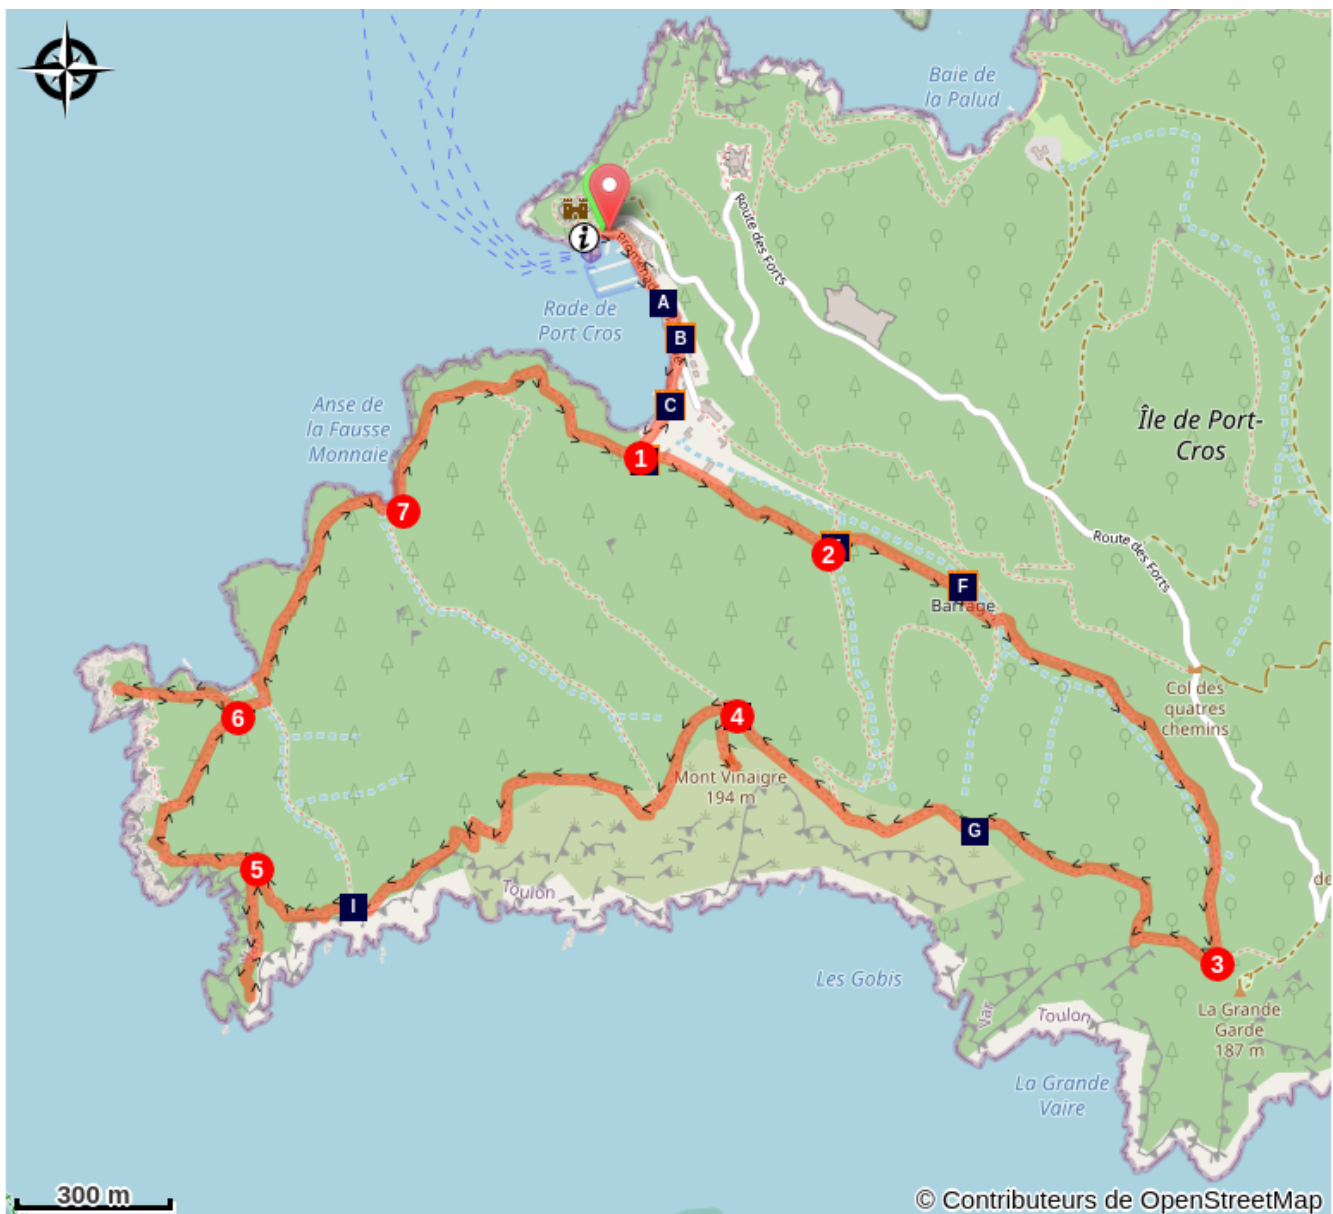 Baie de
la Palud
Route des Forts
i
Promenad
A
Rade de
Port Cros
B
Anse de
la Fausse
Monnaie
C
Île de Port-
Cros
1
7
Route des Forts
2
F
Barrage
Col des
quatres
chemins
6
4
Mont Vinaigre
194 m
G
5
de
Toulon
I
3
Les Gobis
La Grande
Garde
187 m
Var
Toulon
La Grande
Vaire
300 m
© Contributeurs de OpenStreetMap